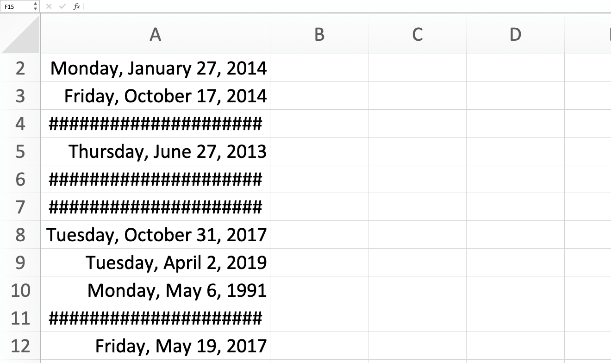 F15 fx
A B C D
2 Monday, January 27, 2014
3 Friday, October 17, 2014
4 #####################
5 Thursday, June 27, 2013
6 #####################
7 #####################
8 Tuesday, October 31, 2017
9 Tuesday, April 2, 2019
10 Monday, May 6, 1991
11 #####################
12 Friday, May 19, 2017